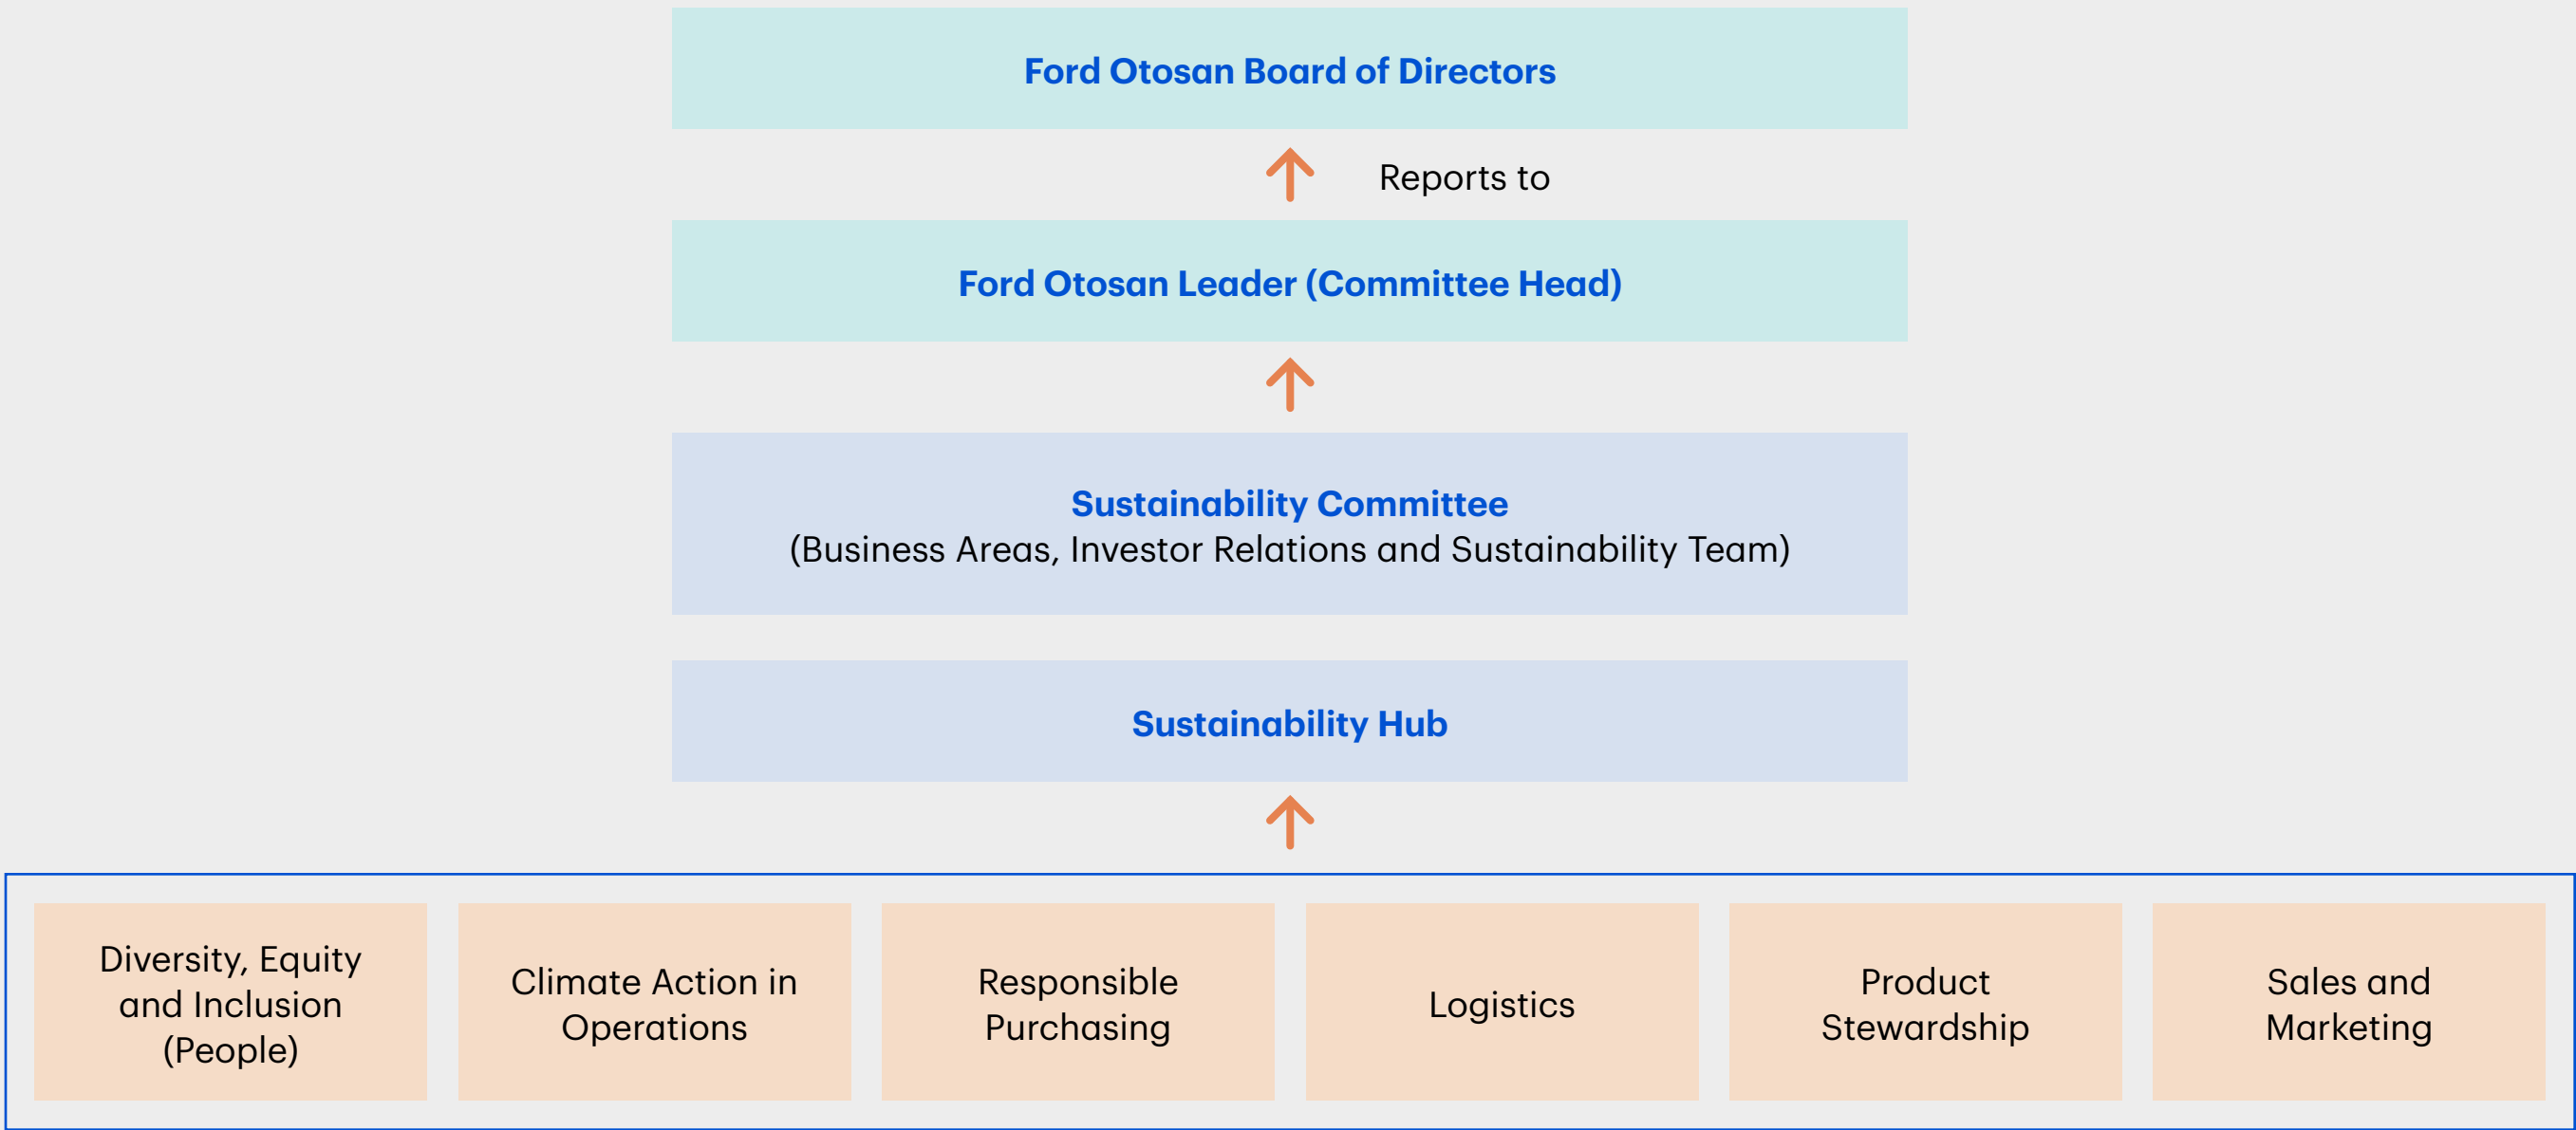 Ford Otosan Board of Directors
Reports to
Ford Otosan Leader (Committee Head)
Sustainability Committee
(Business Areas, Investor Relations and Sustainability Team)
Sustainability Hub
Diversity, Equity
and Inclusion
(People)
Climate Action in
Operations
Responsible
Purchasing
Logistics
Product
Stewardship
Sales and
Marketing